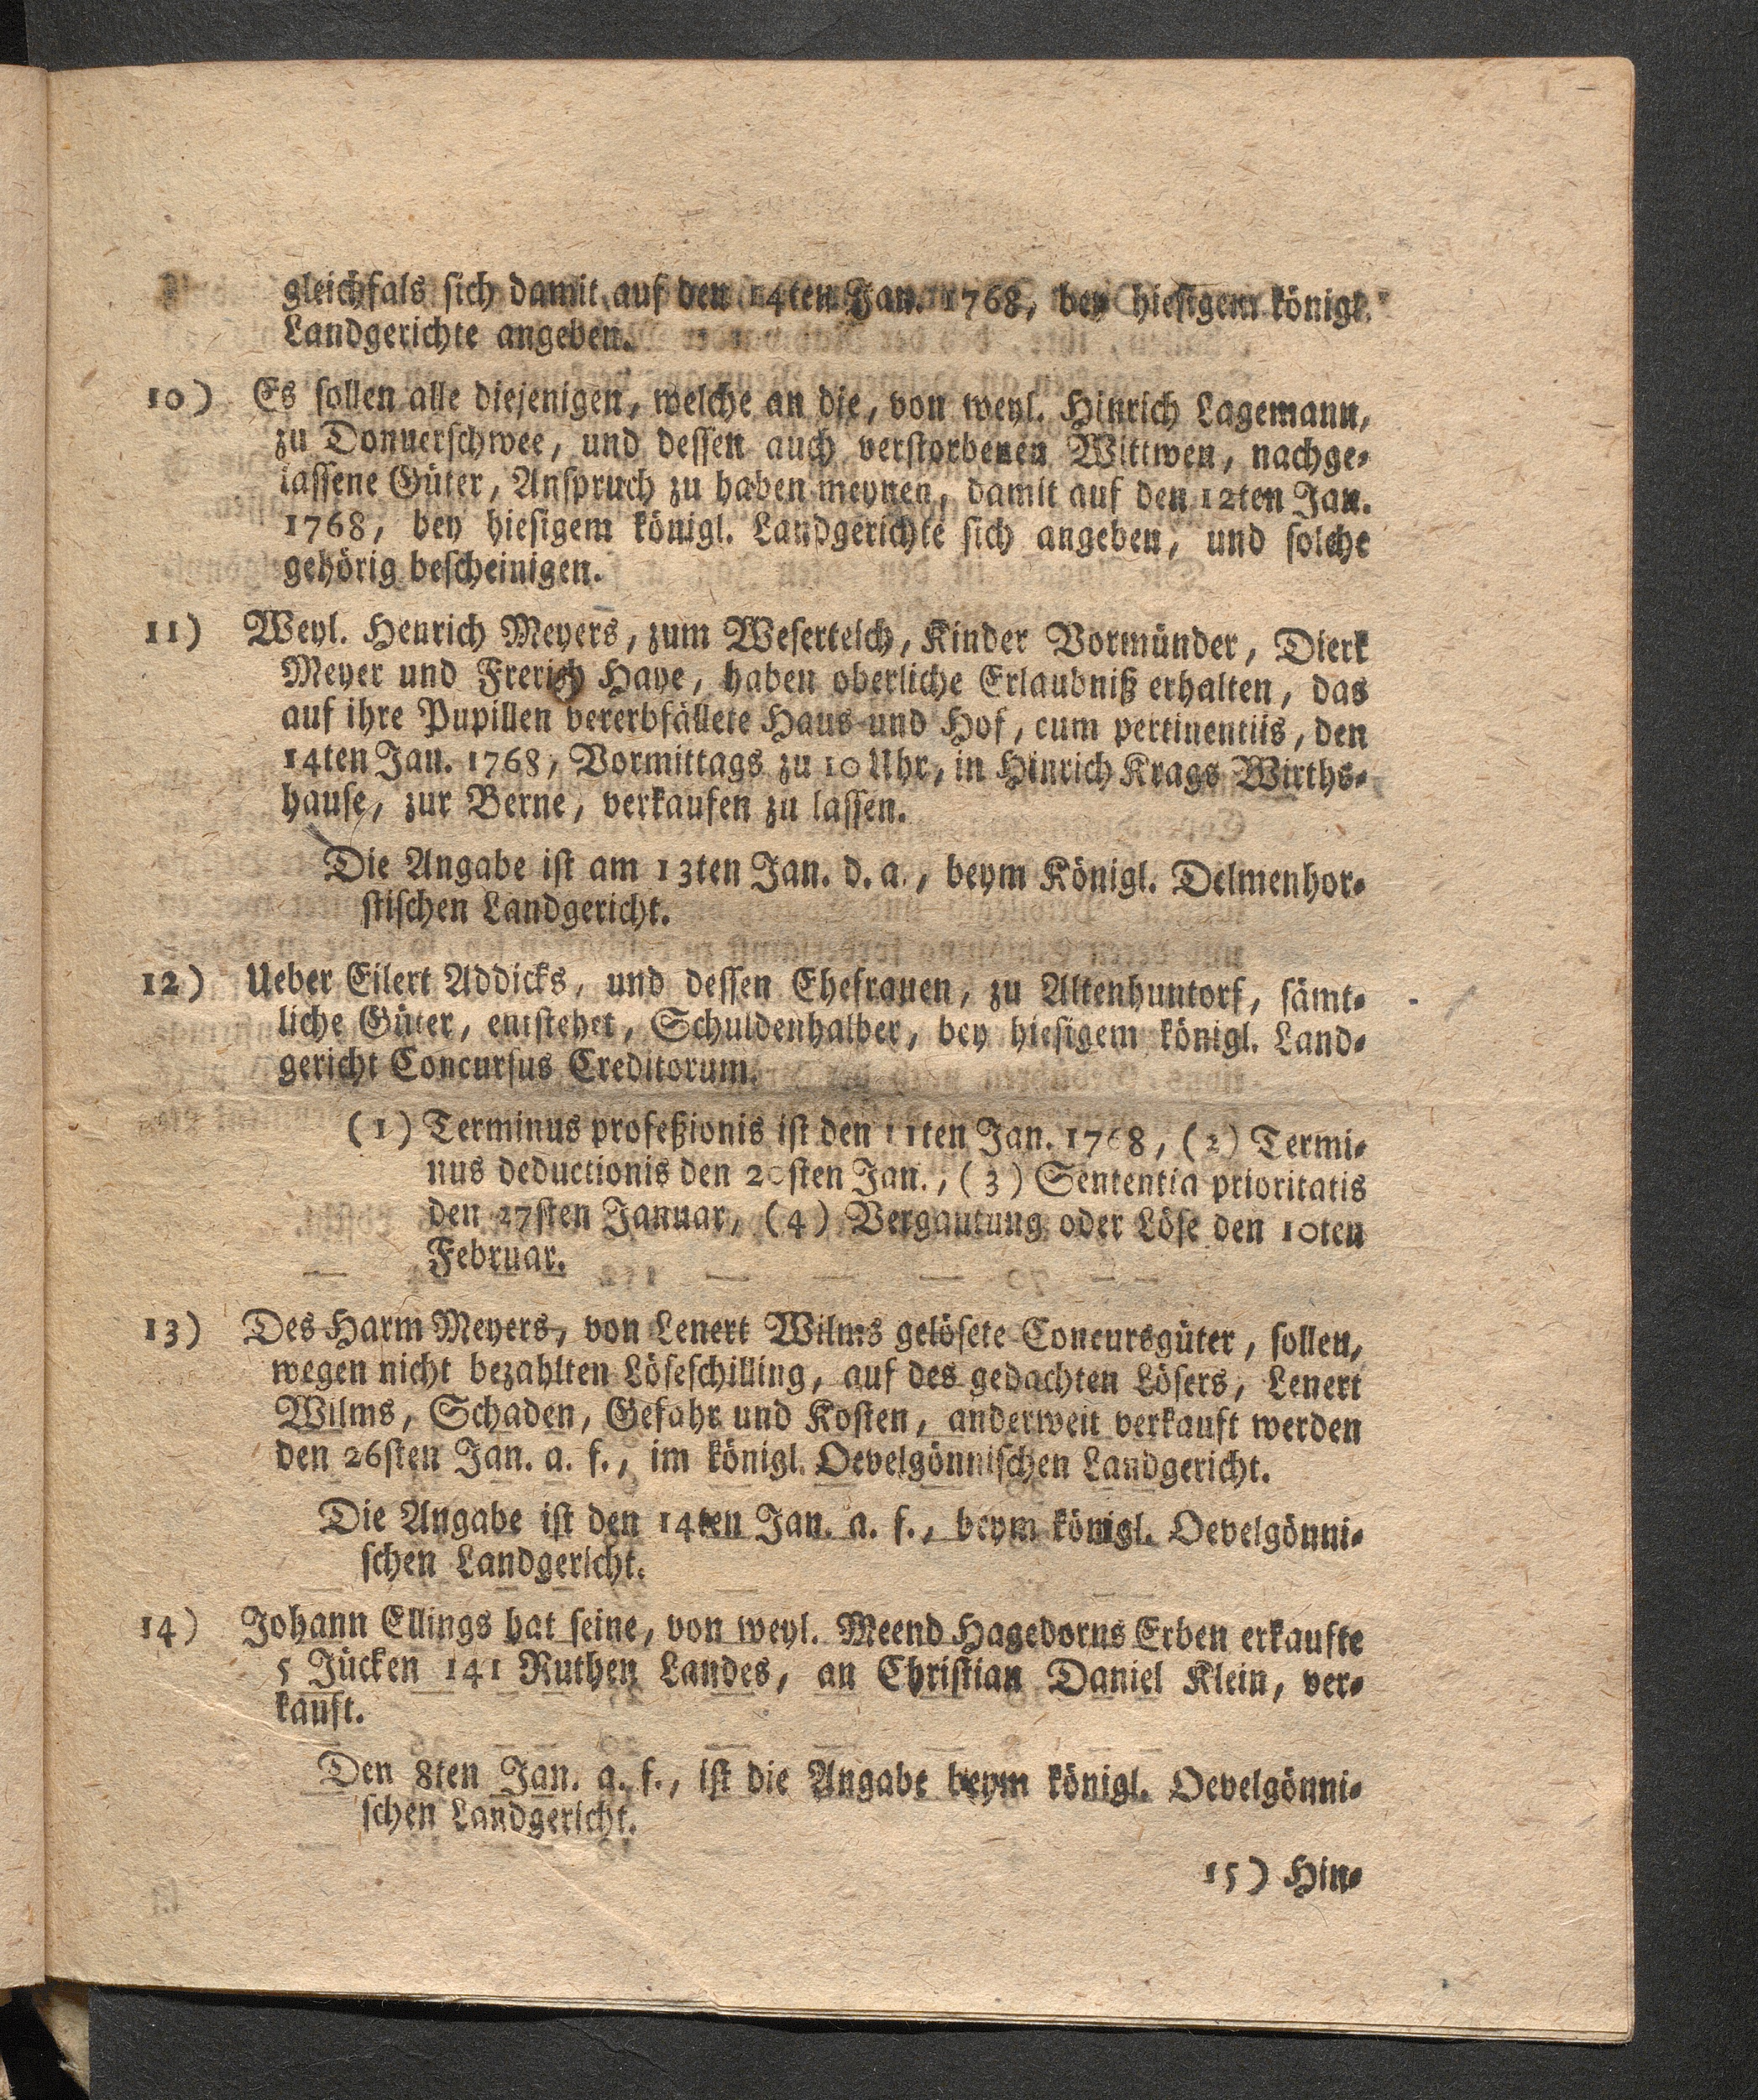 gleichfals sich damit auf den 14ten Jan. 1768, bey hiesigem königl.
Landgerichte angeben.
10) Es sollen alle diejenigen, welche an die, von weyl. Hinrich Lagemann,
zu Donnerschwee, und dessen auch verstorbenen Wittwen, nachge-
lassene Güter, Anspruch zu haben meynen, damit auf den 12ten Jan.
1768, bey hiesigem königl. Landgerichte sich angeben, und solche
gehörig bescheinigen.
11) Weyl. Henrich Meyers, zum Weserteich, Kinder Vormünder, Dierk
Meyer und Frerich Haye, haben oberliche Erlaubniß erhalten, das
auf ihre Pupillen vererbfällete Haus und Hof, cum pertinentiis, den
14ten Jan. 1768, Vormittags zu 10 Uhr, in Hinrich Krags Wirths-
hause, zur Berne, verkaufen zu lassen.
Die Angabe ist am 13ten Jan. d. a., beym Königl. Delmenhor-
stischen Landgericht.
12) Ueber Eilert Addicks, und dessen Ehefrauen, zu Altenhuntorf, sämt-
liche Güter, entstehet, Schuldenhalber, bey hiesigem königl. Land-
gericht Concursus Creditorum.
(1) Terminus profeßionis ist den 11ten Jan. 1768, (2) Termi-
nus deductionis den 20sten Jan., (3) Sententia prioritatis
den 27sten Januar, (4) Vergantung oder Löse den 10ten
Februar.
13) Des Harm Meyers, von Lenert Wilms gelösete Concursgüter, sollen,
wegen nicht bezahlten Löseschilling, auf des gedachten Lösers, Lenert
Wilms, Schaden, Gefahr und Kosten, anderweit verkauft werden
den 26sten Jan. a. f., im königl. Oevelgönnischen Landgericht.
Die Angabe ist den 14ten Jan. a. f., beym königl. Oevelgönni-
schen Landgericht.
14) Johann Ellings hat seine, von weyl. Meend Hagedorns Erben erkaufte
5 Jücken 141 Ruthen Landes, an Christian Daniel Klein, ver-
kauft.
Den 8ten Jan. a. f., ist die Angabe beym königl. Oevelgönni-
schen Landgericht.
15) Hin-